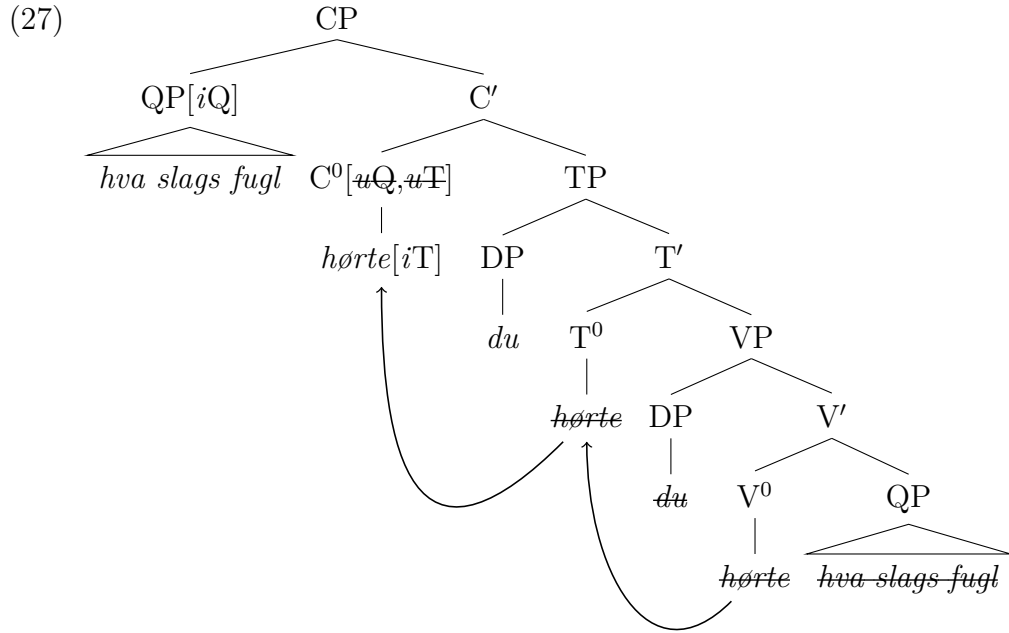 (27) CP
QP[iQ] C′
hva slags fugl C⁰[uQ,uT] TP
hørte[iT] DP T′
du T⁰ VP
hørte DP V′
du V⁰ QP
hørte hva slags fugl